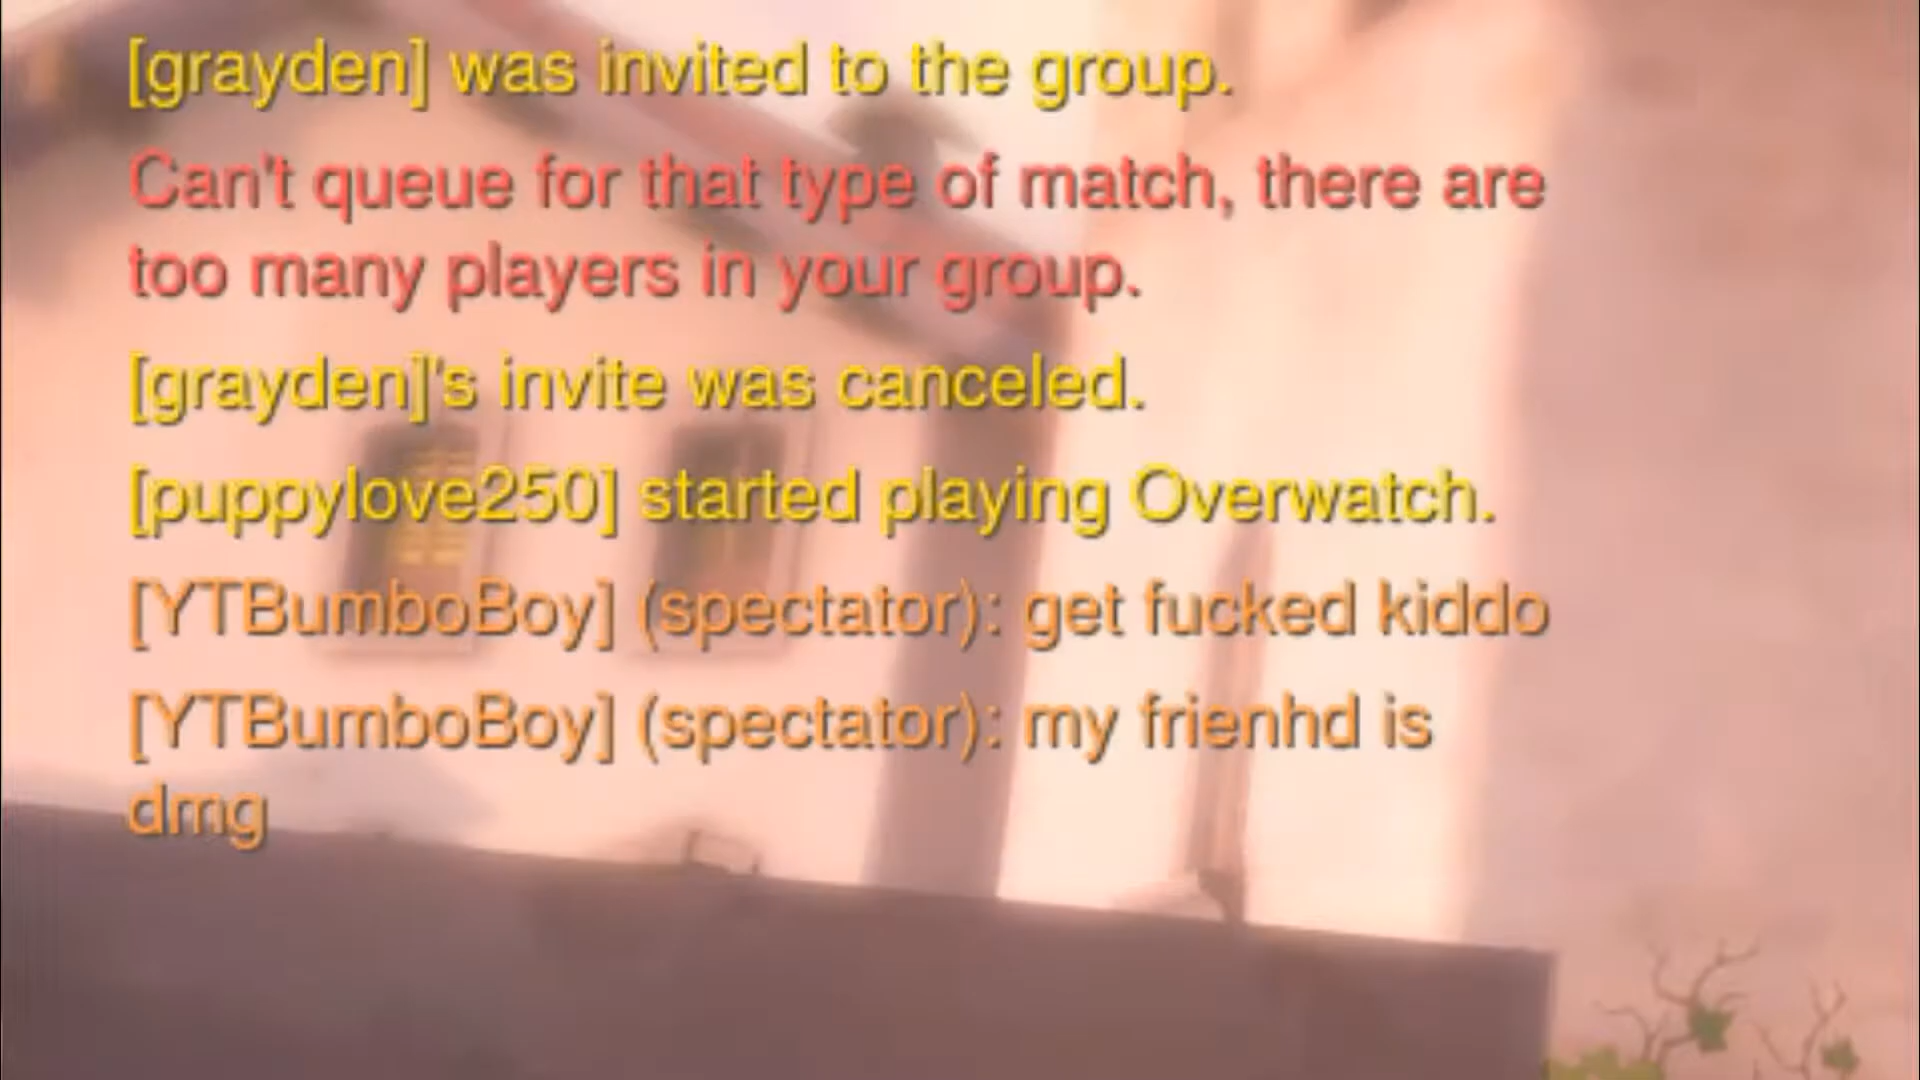 [grayden] was invited to the group.
Can't queue for that type of match, there are
too many players in your group.
[grayden]'s invite was canceled.
[puppylove250] started playing Overwatch.
[YTBumboBoy] (spectator): get fucked kiddo
[YTBumboBoy] (spectator): my frienhd is
dmg